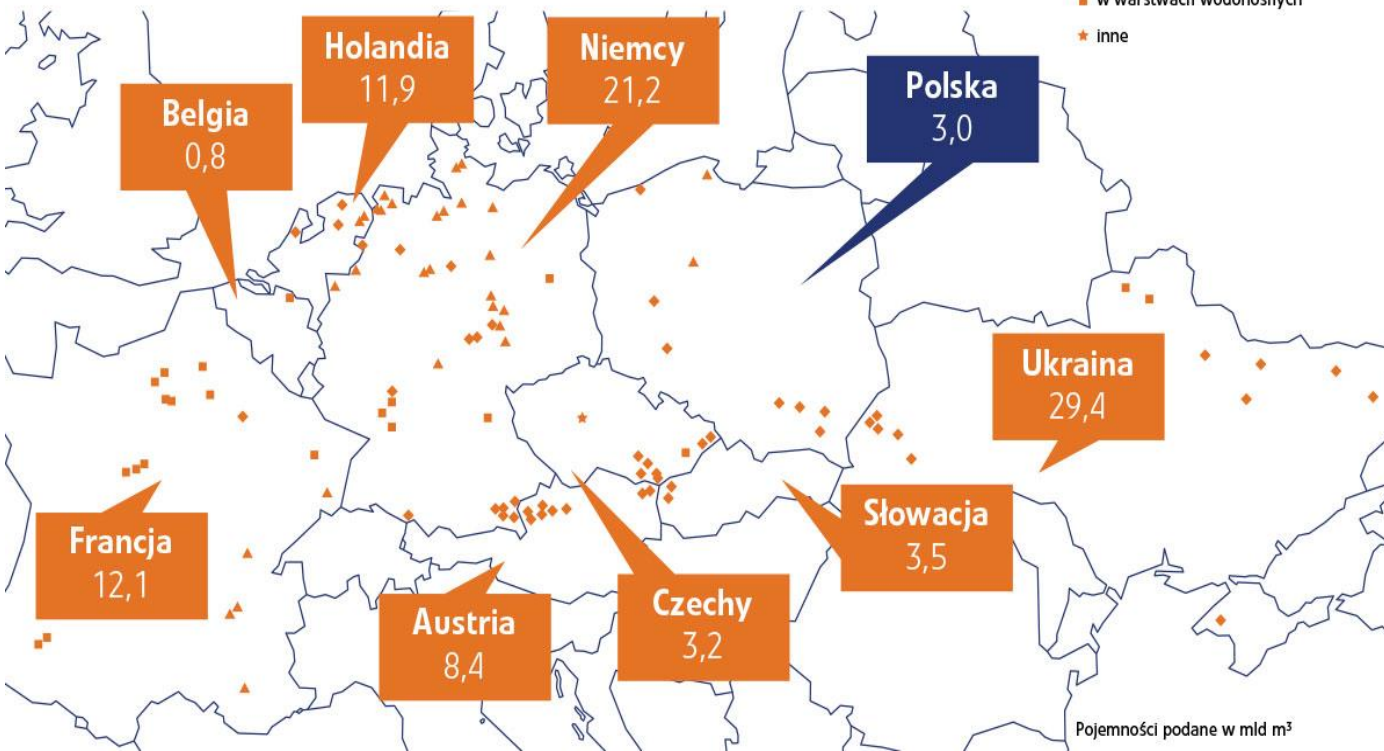 w warstwach wodonośnych
inne
Holandia
11,9
Niemcy
21,2
Polska
3,0
Belgia
0,8
Ukraina
29,4
Słowacja
3,5
Francja
12,1
Czechy
3,2
Austria
8,4
Pojemności podane w mld m³